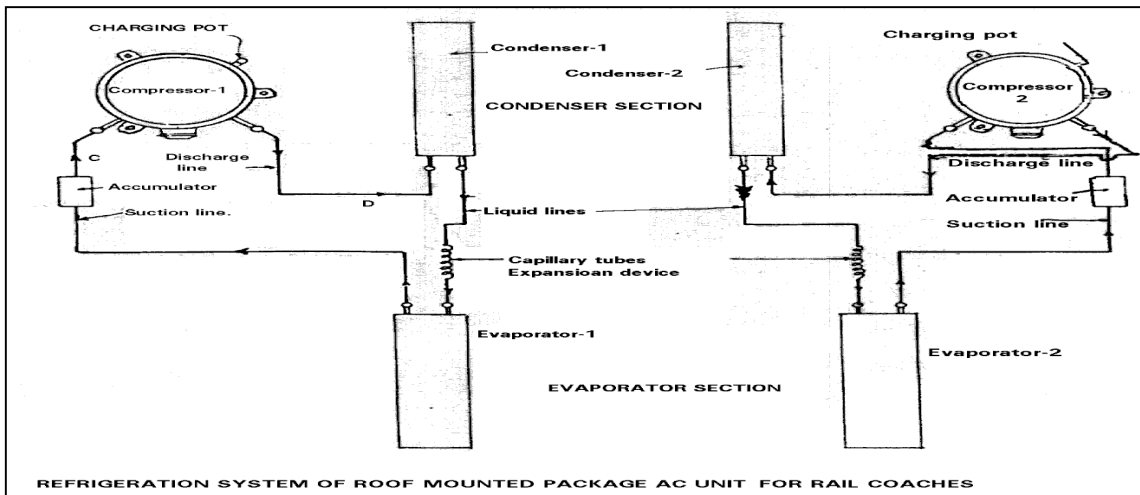 CHARGING POT
Compressor-1
Condenser-1
Condenser-2
Charging pot
Compressor
2
CONDENSER SECTION
C
Discharge
line
Accumulator
Suction line.
D
Liquid lines
Discharge line
Accumulator
Suction line
Capillary tubes
Expansioan device
Evaporator-1
Evaporator-2
EVAPORATOR SECTION
REFRIGERATION SYSTEM OF ROOF MOUNTED PACKAGE AC UNIT FOR RAIL COACHES